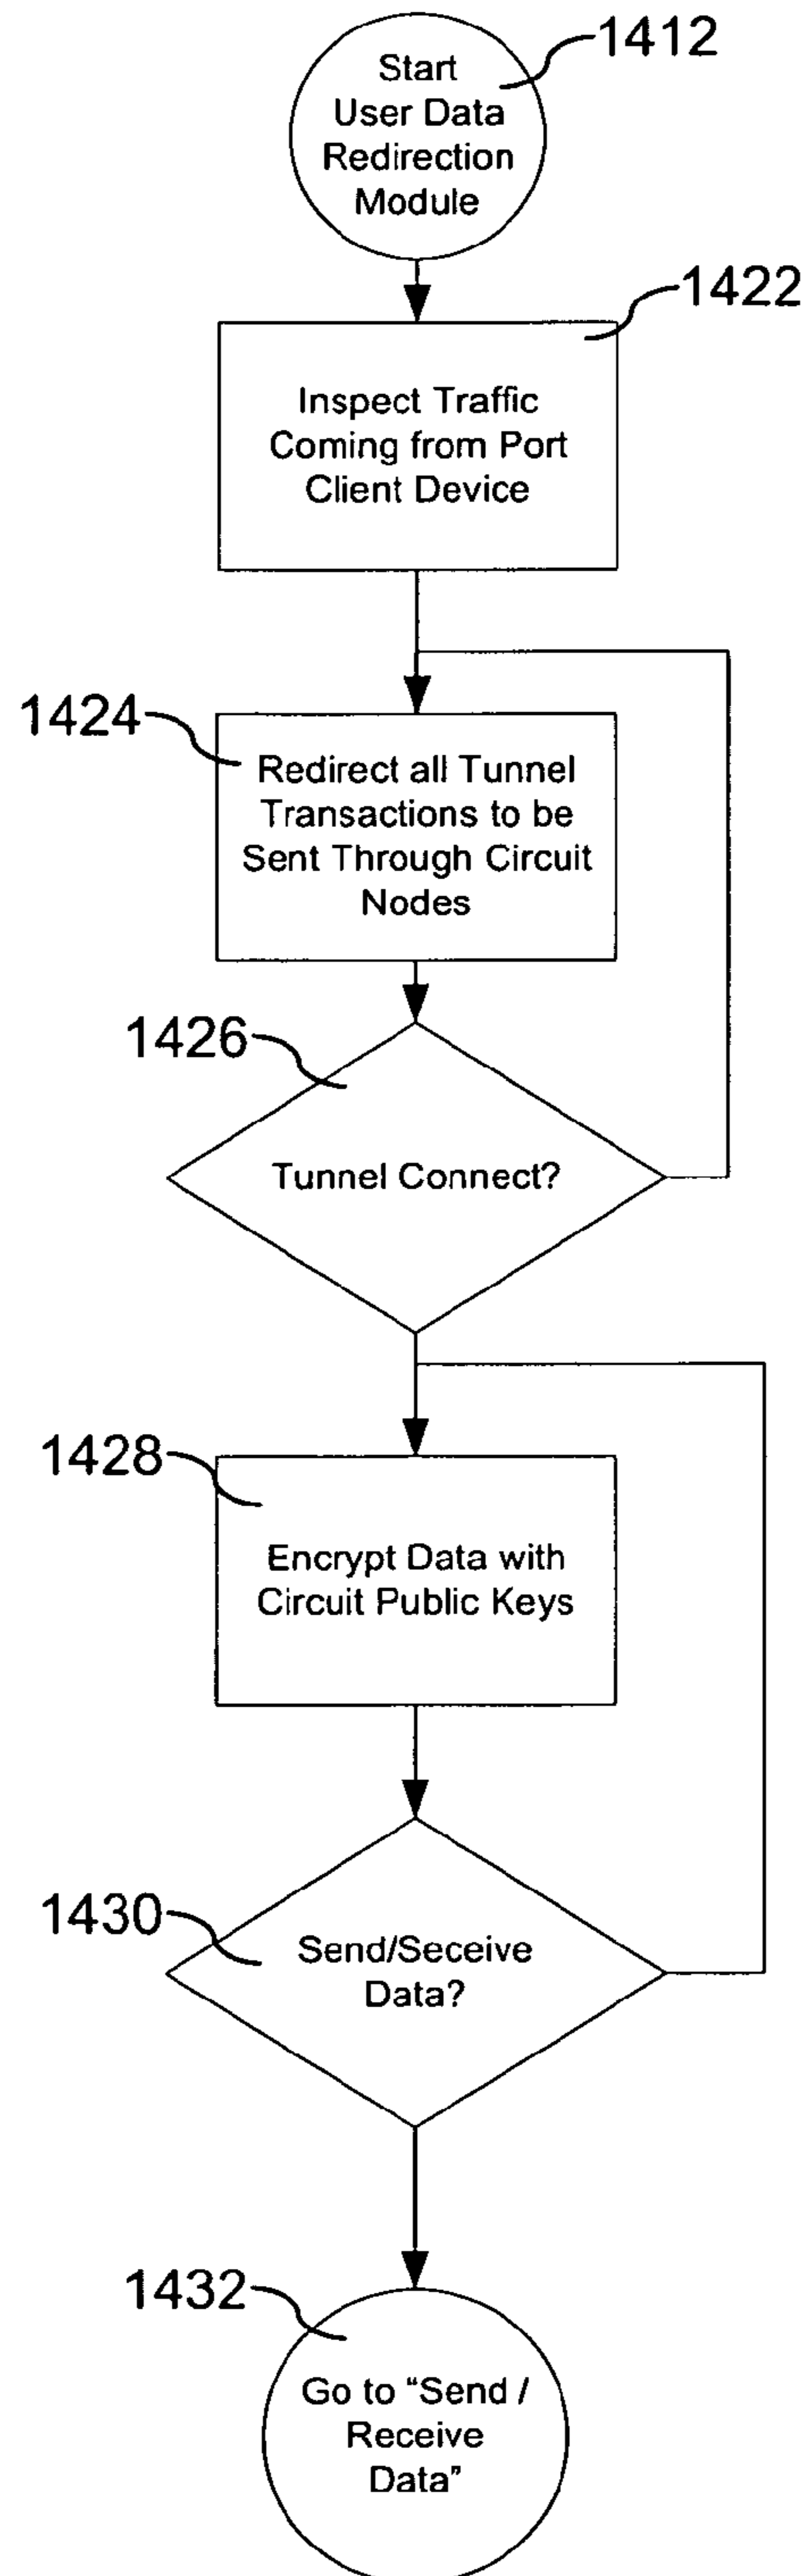 1412
Start
User Data
Redirection
Module
1422
Inspect Traffic
Coming from Port
Client Device
1424
Redirect all Tunnel
Transactions to be
Sent Through Circuit
Nodes
1426
Tunnel Connect?
1428
Encrypt Data with
Circuit Public Keys
1430
Send/Seceive
Data?
1432
Go to “Send /
Receive
Data”